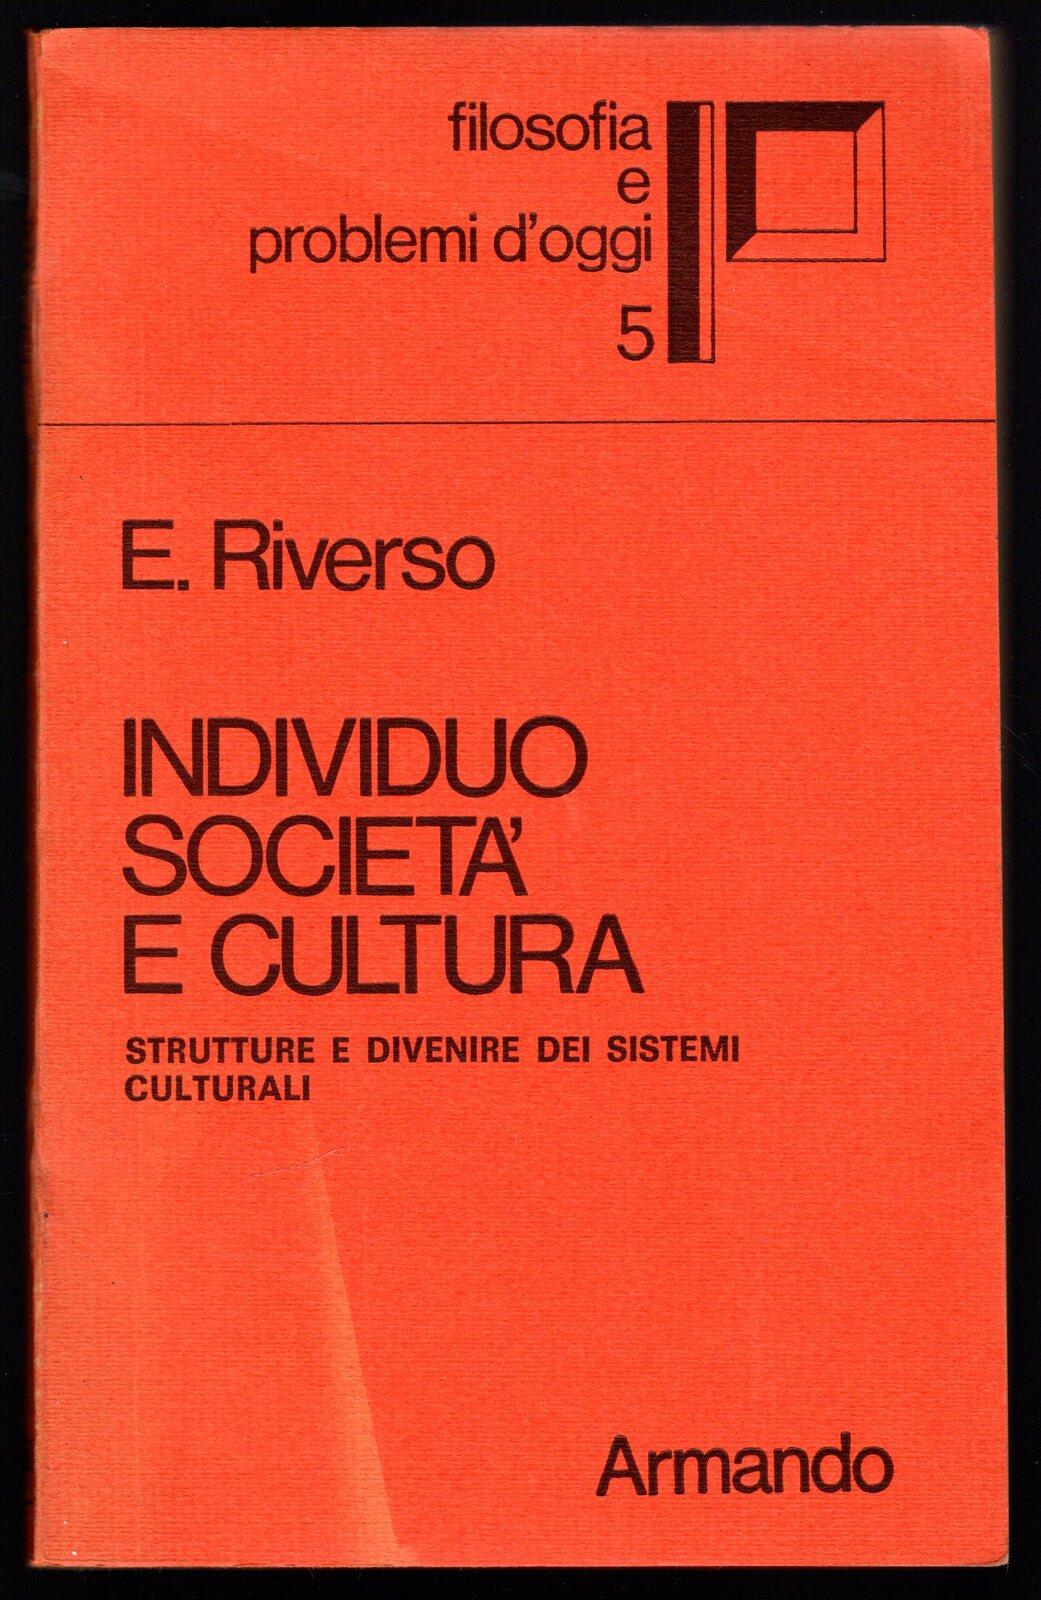 filosofia
e
problemi d'oggi
5
E. Riverso
INDIVIDUO
SOCIETA'
E CULTURA
STRUTTURE E DIVENIRE DEI SISTEMI
CULTURALI
Armando